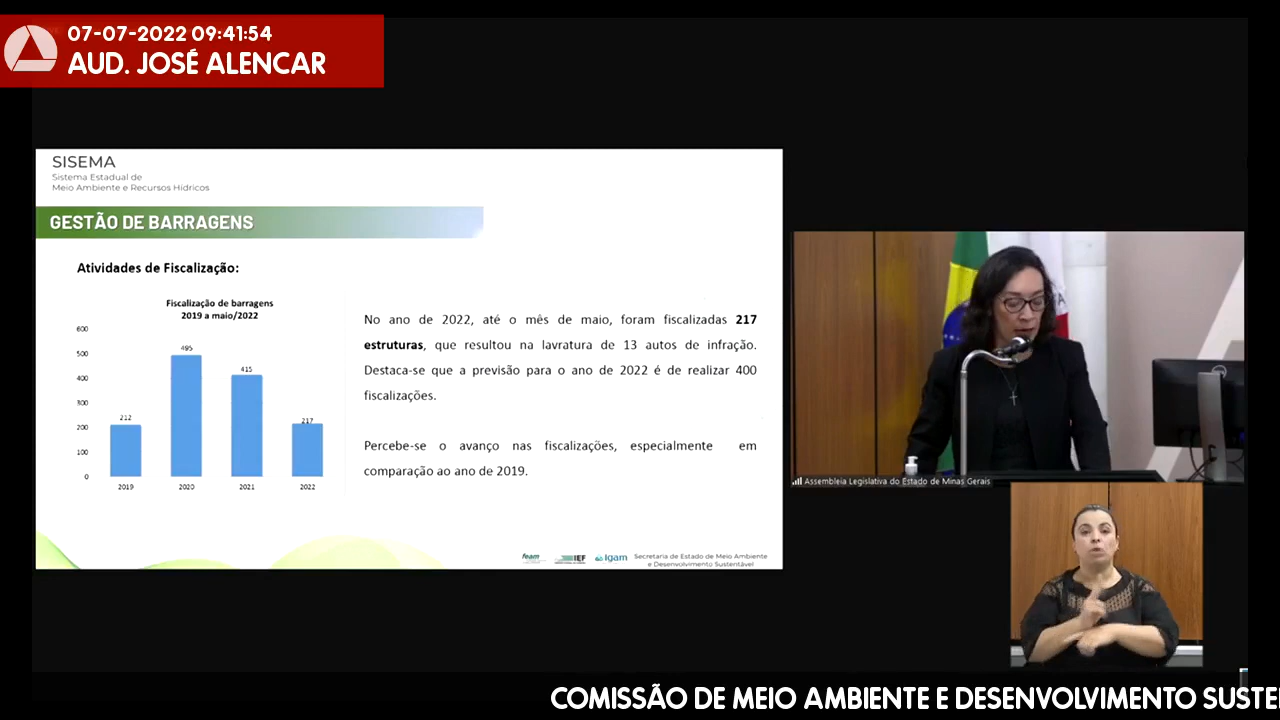 07-07-2022 09:41:54
AUD. JOSÉ ALENCAR
SISEMA
Sistema Estadual de
Meio Ambiente e Recursos Hídricos
GESTÃO DE BARRAGENS
Atividades de Fiscalização:
Fiscalização de barragens
2019 a maio/2022
600
500
400
300
200
100
0
212
495
415
217
2019 2020 2021 2022
No ano de 2022, até o mês de maio, foram fiscalizadas 217
estruturas, que resultou na lavratura de 13 autos de infração.
Destaca-se que a previsão para o ano de 2022 é de realizar 400
fiscalizações.
Percebe-se o avanço nas fiscalizações, especialmente em
comparação ao ano de 2019.
feam IEF Igam
Secretaria de Estado de Meio Ambiente
e Desenvolvimento Sustentável
Assembleia Legislativa do Estado de Minas Gerais
COMISSÃO DE MEIO AMBIENTE E DESENVOLVIMENTO SUSTE